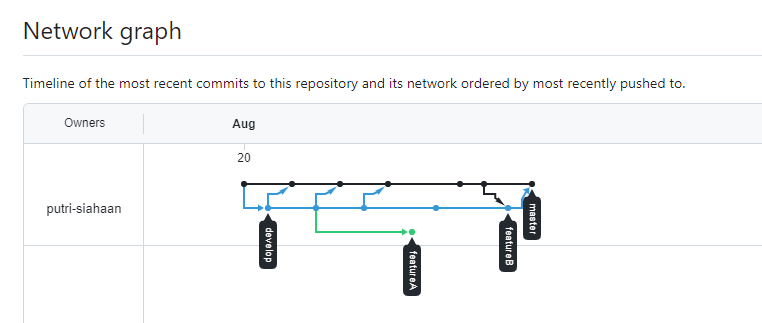 Network graph
Timeline of the most recent commits to this repository and its network ordered by most recently pushed to.
Owners
Aug
20
putri-siahaan
develop
featureA
featureB
master